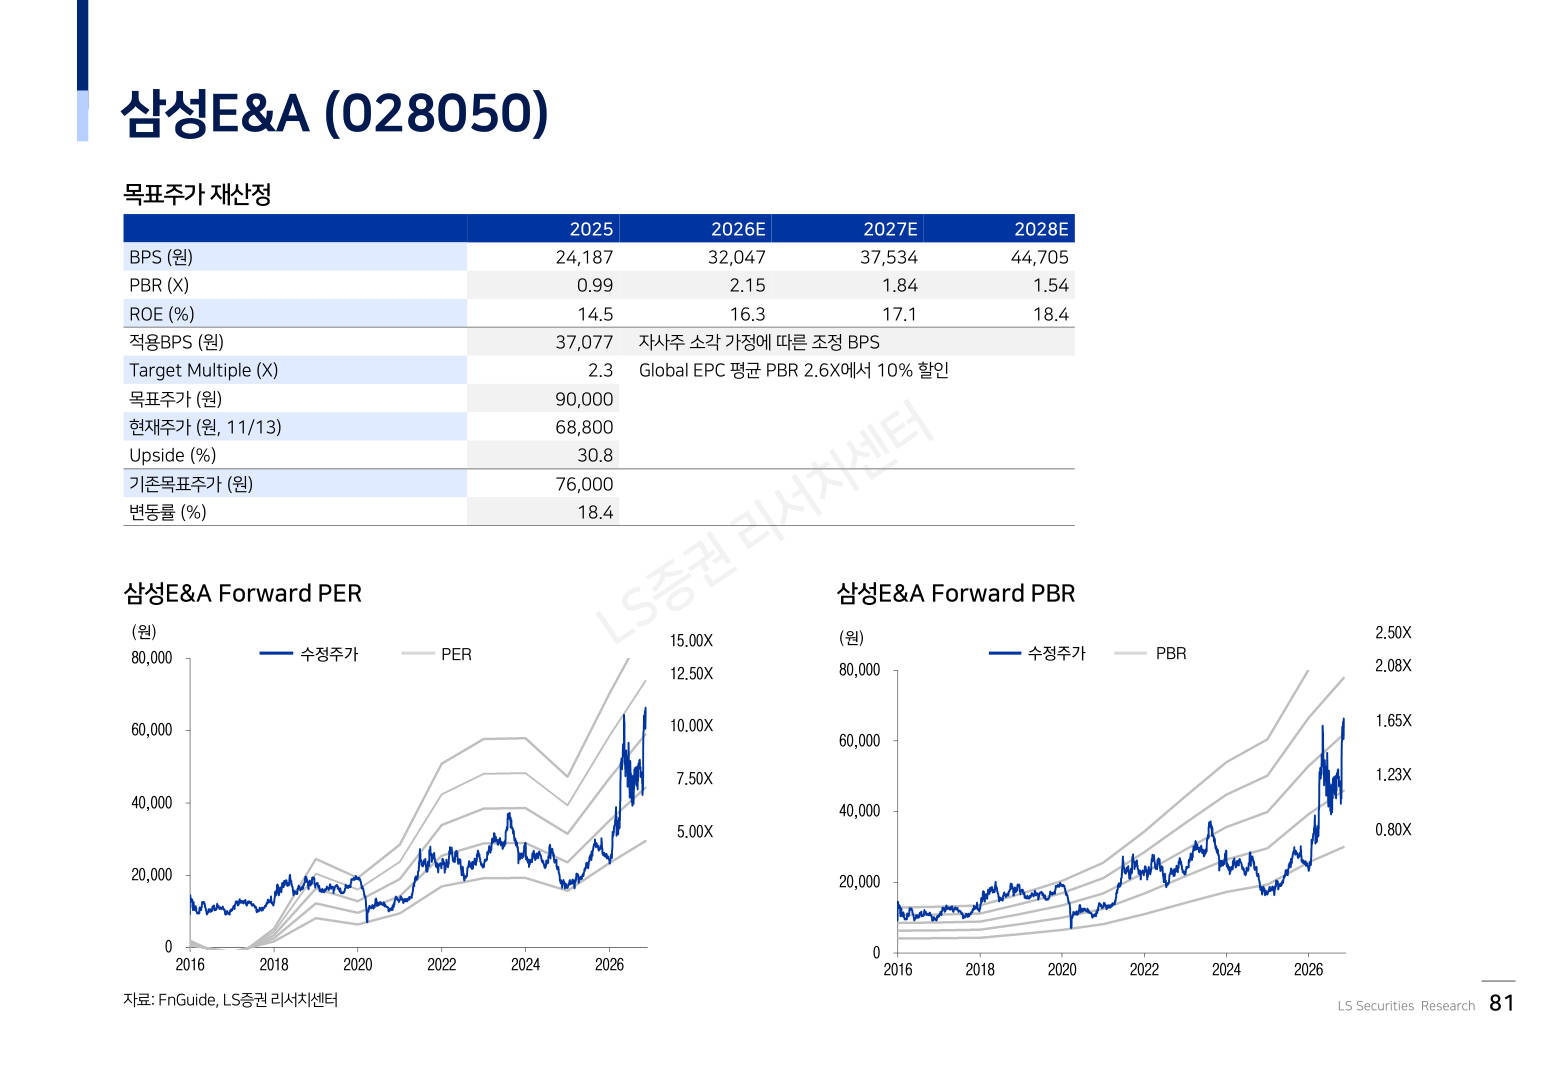 삼성E&A (028050)
목표주가 재산정
2025 2026E 2027E 2028E
BPS (원) 24,187 32,047 37,534 44,705
PBR (X) 0.99 2.15 1.84 1.54
ROE (%) 14.5 16.3 17.1 18.4
적용BPS (원) 37,077 자사주 소각 가정에 따른 조정 BPS
Target Multiple (X) 2.3 Global EPC 평균 PBR 2.6X에서 10% 할인
목표주가 (원) 90,000
현재주가 (원, 11/13) 68,800
Upside (%) 30.8
기존목표주가 (원) 76,000
변동률 (%) 18.4
LS증권 리서치센터
삼성E&A Forward PER
(원)
수정주가 PER
80,000
60,000
40,000
20,000
0
15.00X
12.50X
10.00X
7.50X
5.00X
2016 2018 2020 2022 2024 2026
삼성E&A Forward PBR
(원)
수정주가 PBR
80,000
60,000
40,000
20,000
0
2.50X
2.08X
1.65X
1.23X
0.80X
2016 2018 2020 2022 2024 2026
자료: FnGuide, LS증권 리서치센터
LS Securities Research 81